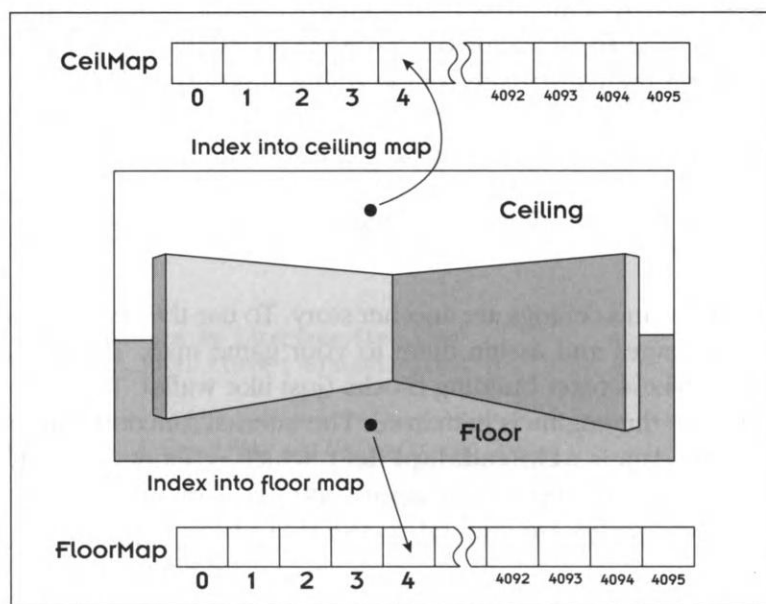 CeilMap
0 1 2 3 4 4092 4093 4094 4095
Index into ceiling map
Ceiling
Floor
Index into floor map
FloorMap
0 1 2 3 4 4092 4093 4094 4095